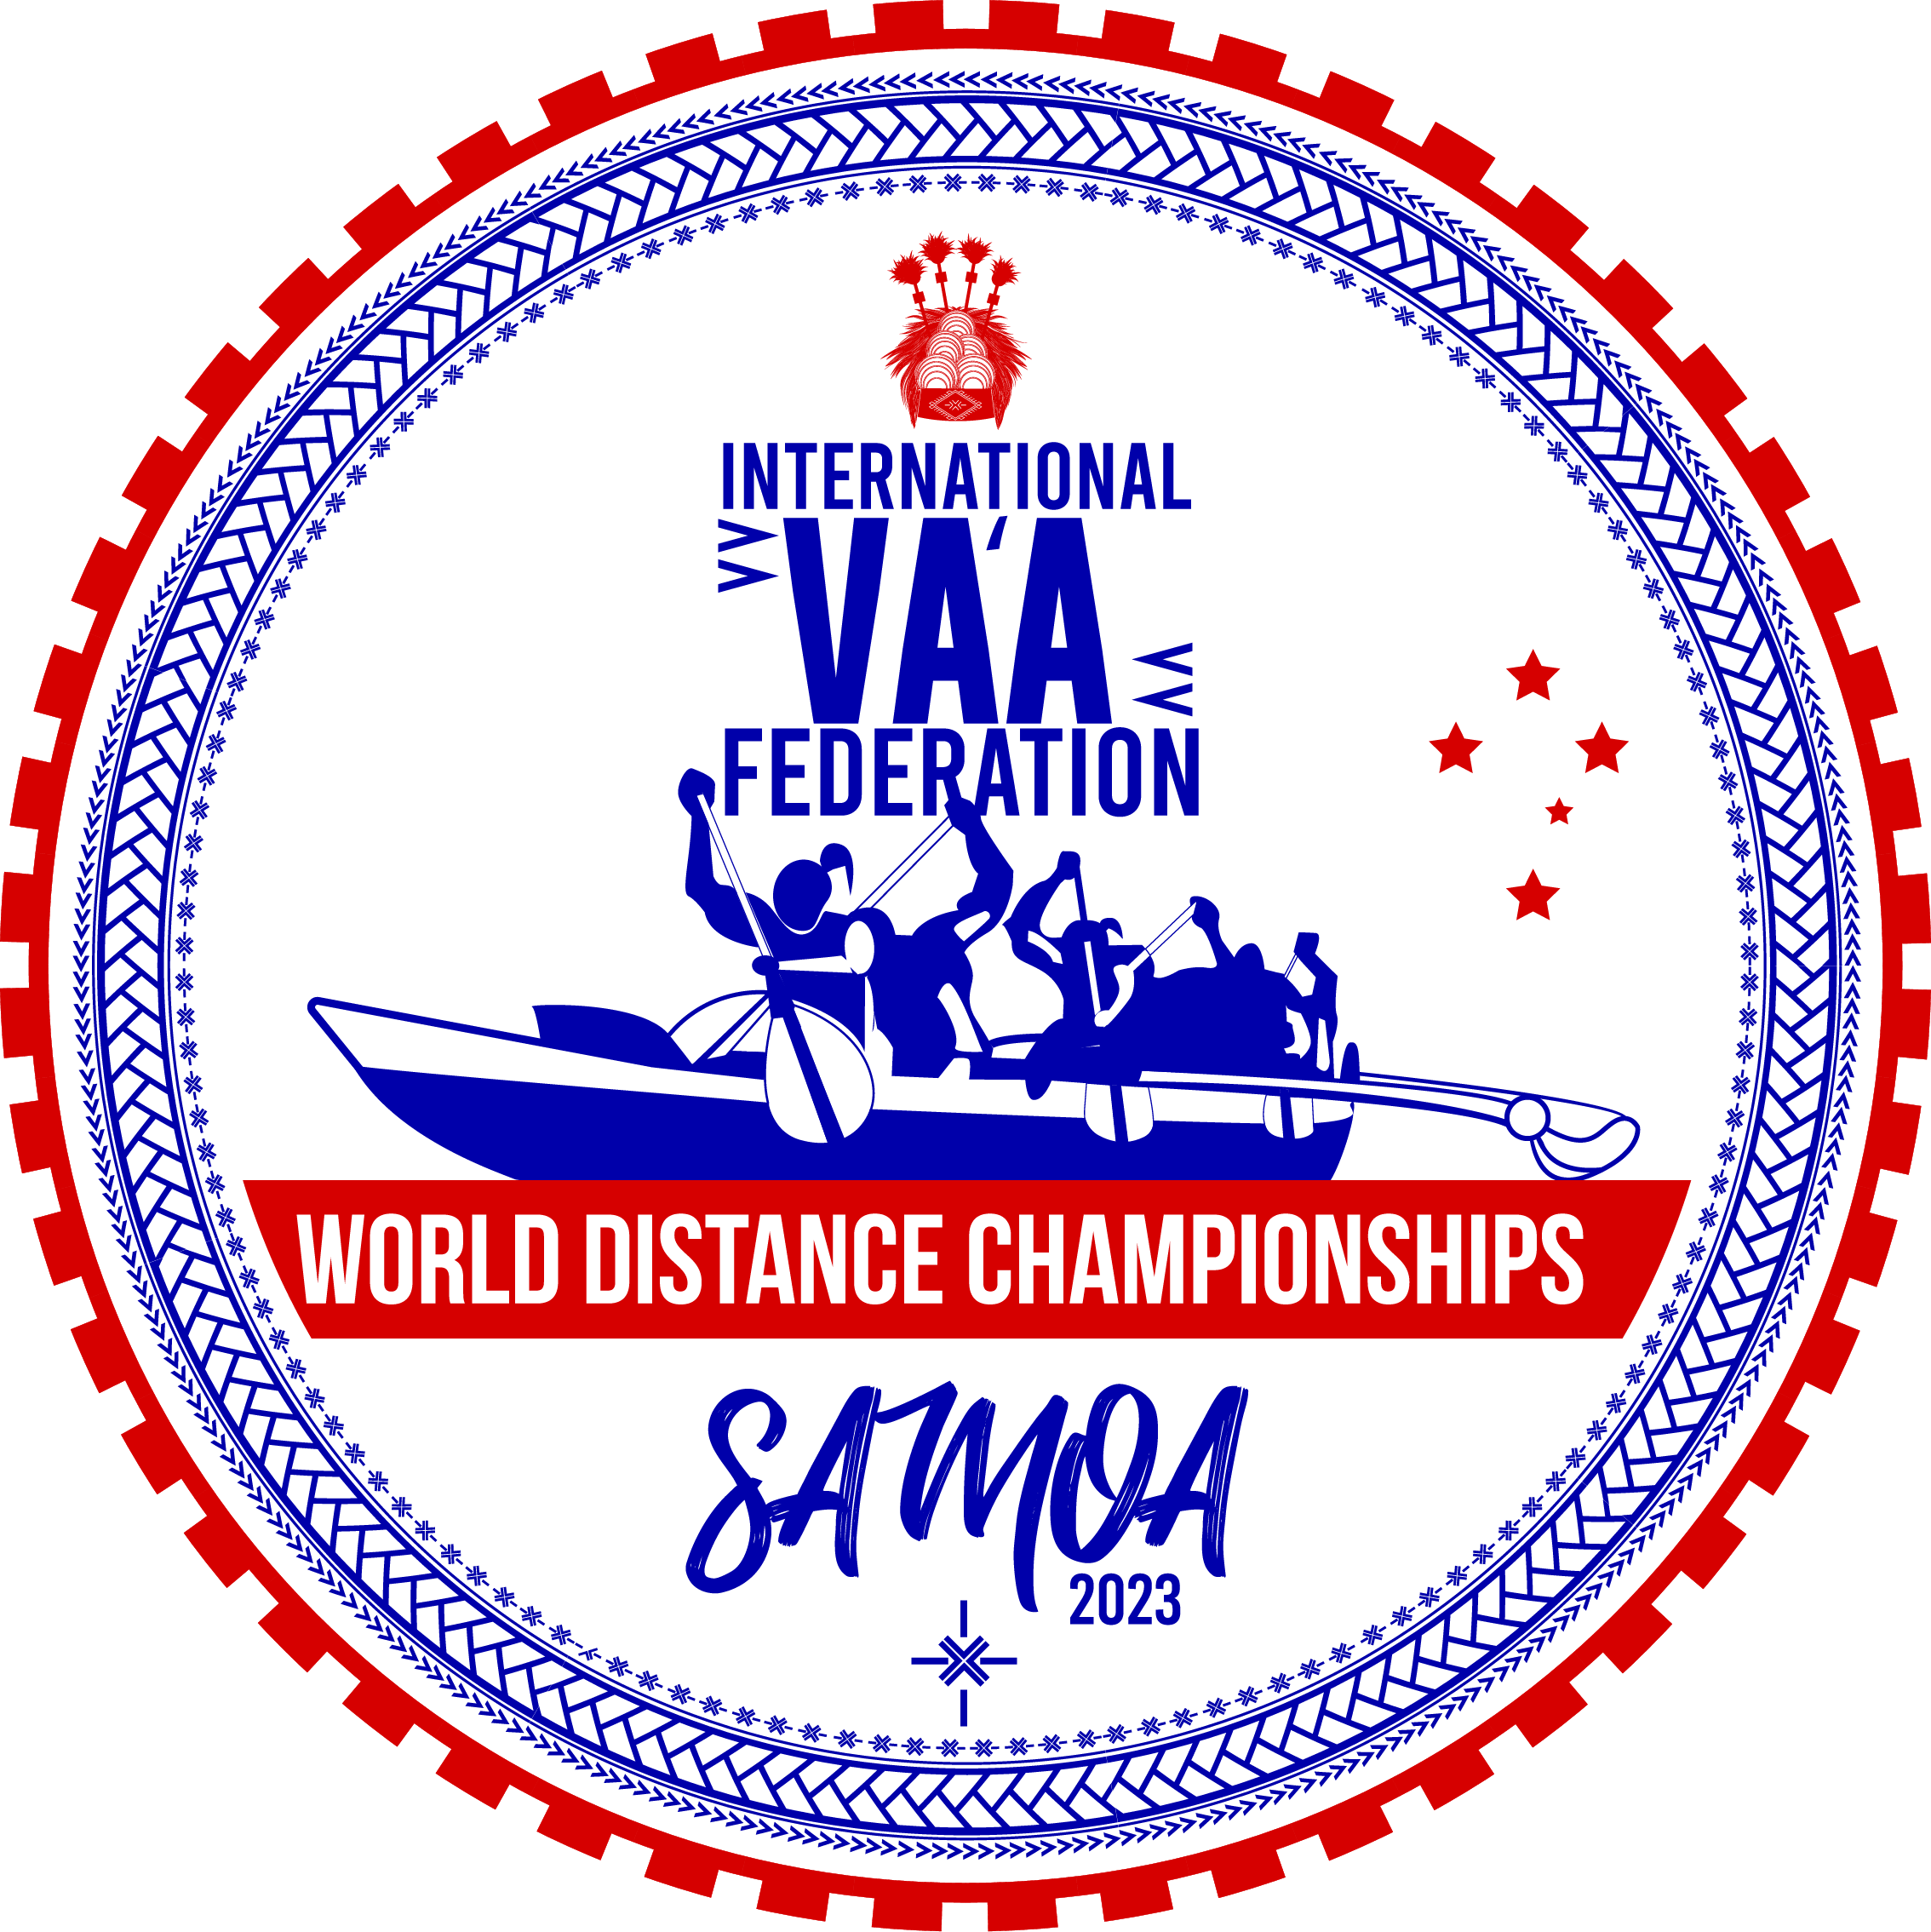 INTERNATIONAL
VA'A
FEDERATION
WORLD DISTANCE CHAMPIONSHIPS
SAMOA
2023